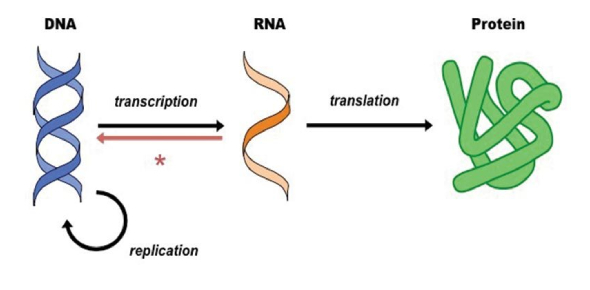 DNA
RNA
Protein
transcription
translation
*
replication